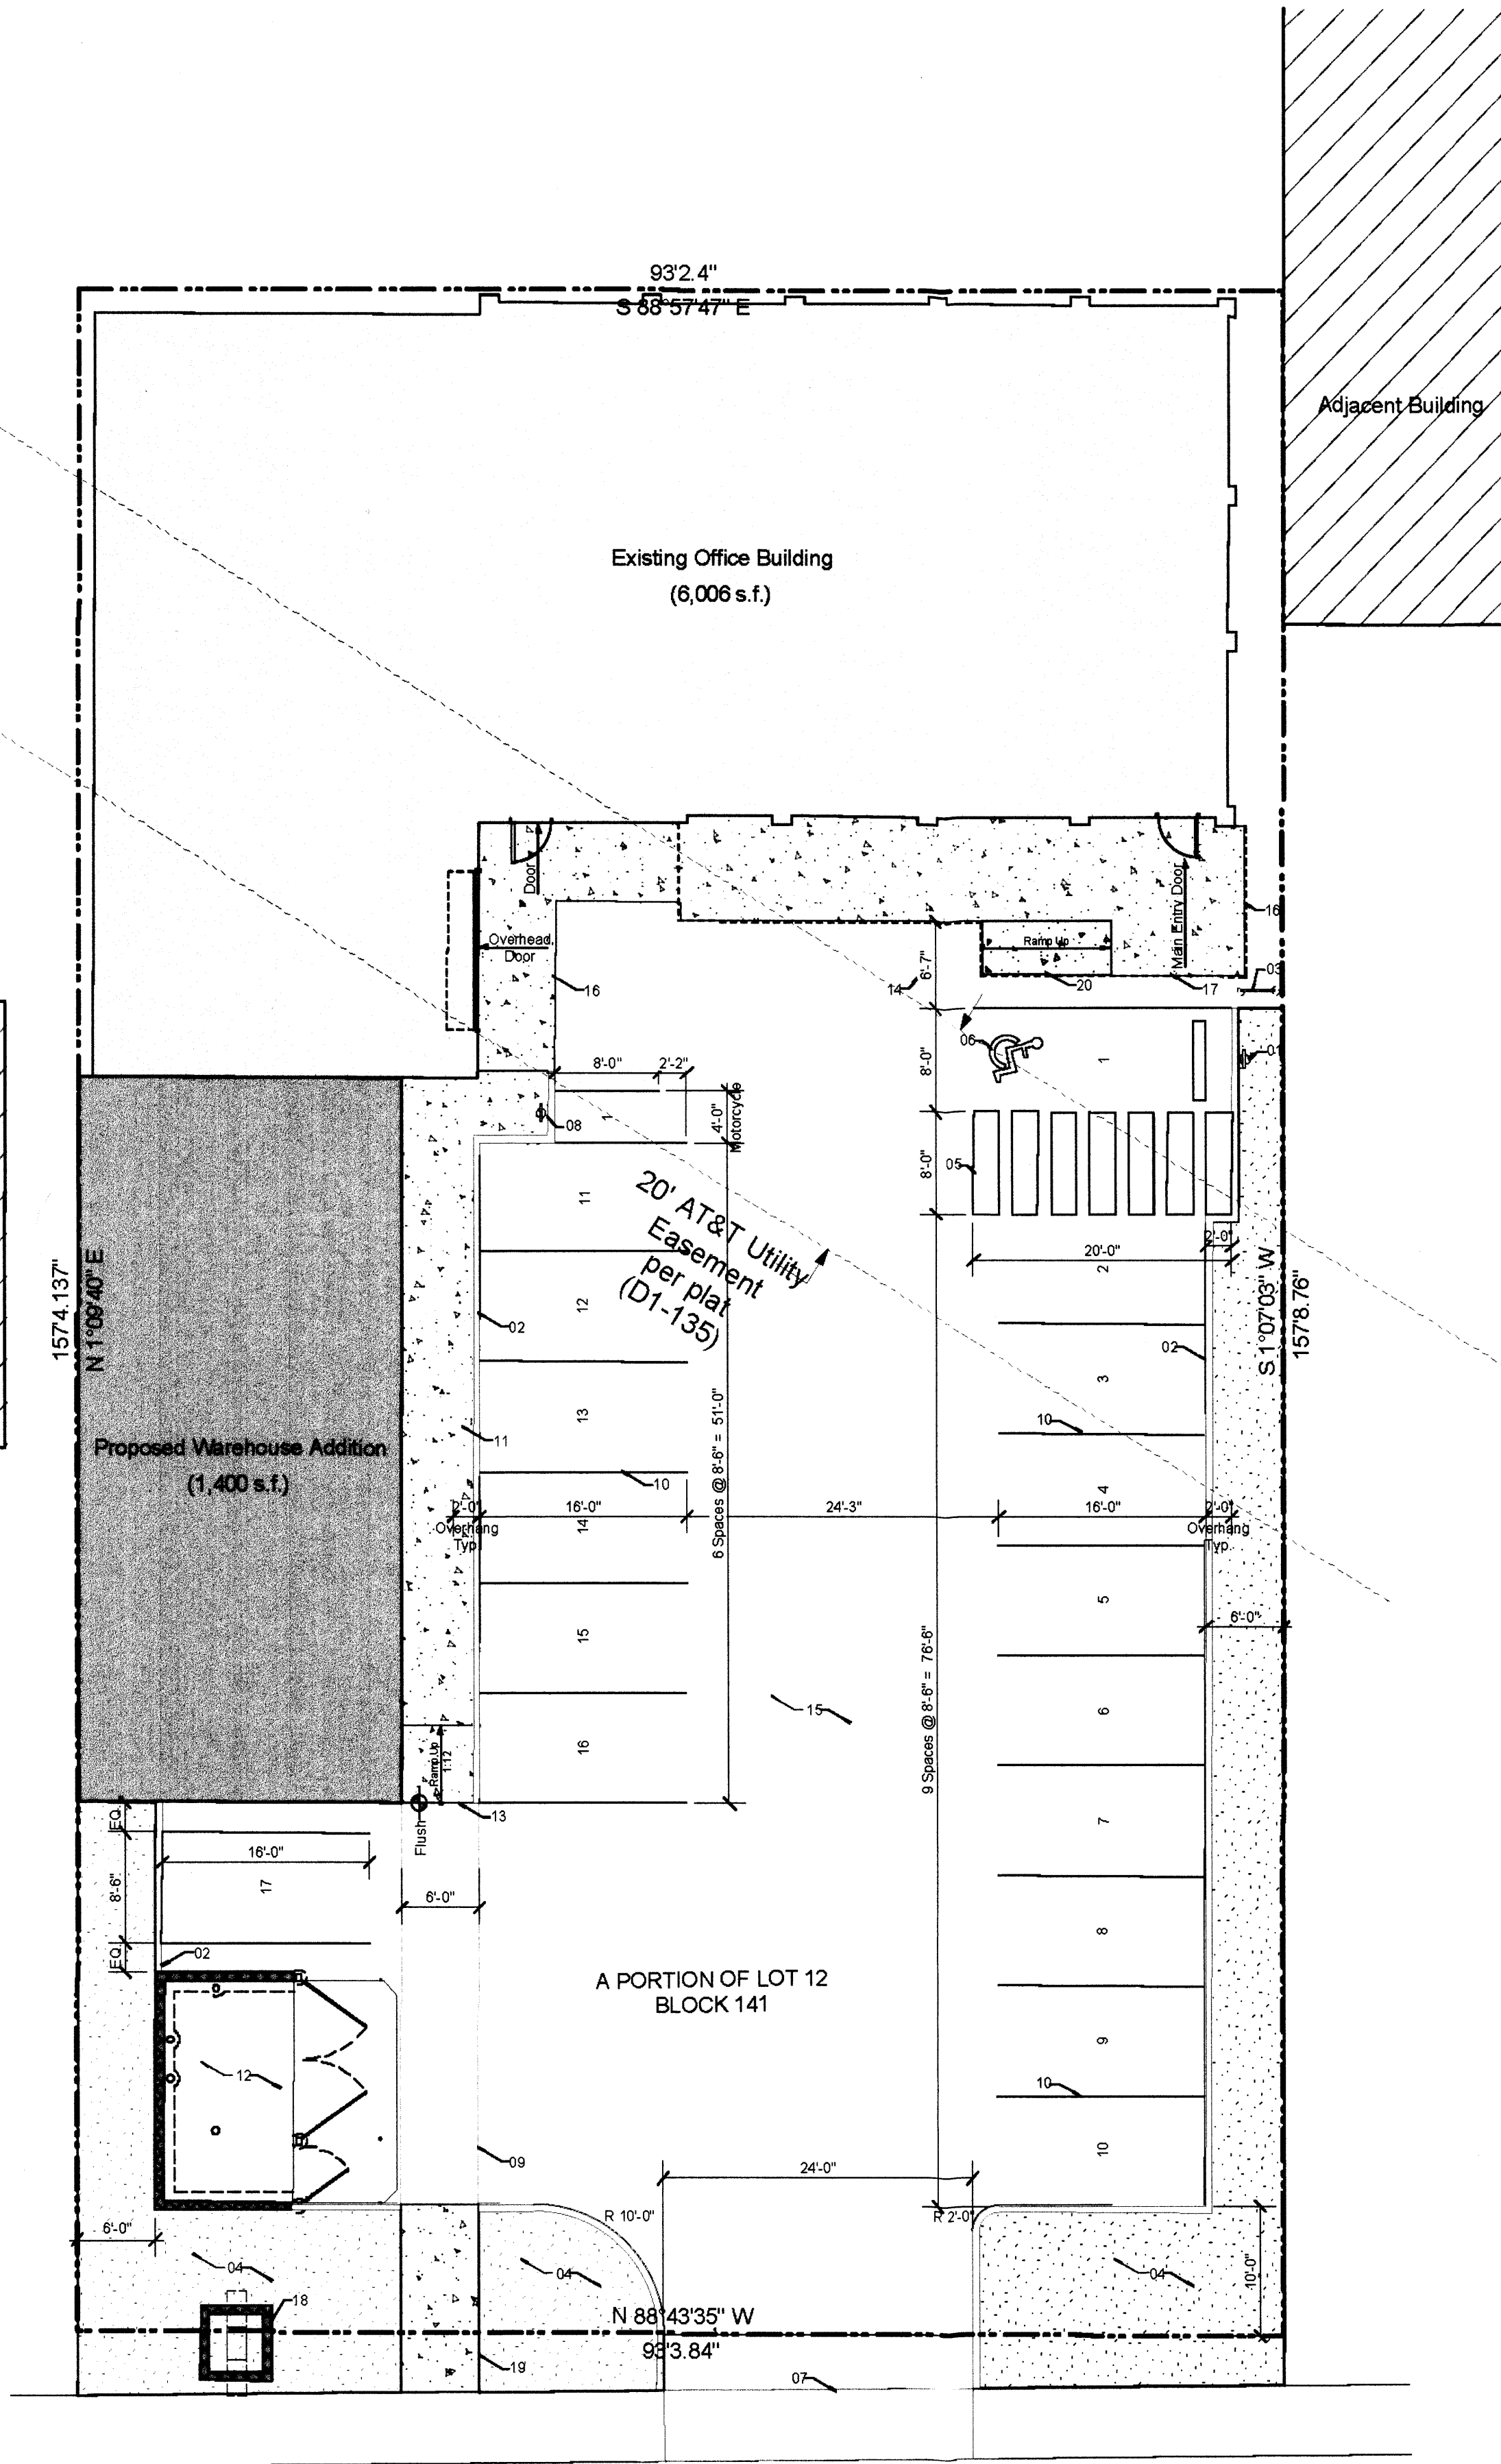 93'2.4"
S 88°57'47" E
Adjacent Building
Existing Office Building
(6,006 s.f.)
Door
Overhead
Door
Main Entry Door
16
Ramp Up
03
16
14
6'-7"
20
17
06
1
01
8'-0"
8'-0"
2'-2"
1
4'-0"
Motorcycle
08
05
8'-0"
11
20' AT&T Utility
Easement
per plat
(D1-135)
2'-0"
20'-0"
2
157'4.137"
N 1°09'40" E
S 1°07'03" W
157'8.76"
12
02
02
3
13
10
11
Proposed Warehouse Addition
(1,400 s.f.)
10
6 Spaces @ 8'-6" = 51'-0"
4
2'-0"
16'-0"
24'-3"
16'-0"
2'-0"
Overhang
Typ.
14
Overhang
Typ.
5
15
6'-0"
9 Spaces @ 8'-6" = 76'-6"
15
6
16
Ramp Up
1:12
7
13
Flush
EQ.
16'-0"
8'-6"
17
6'-0"
8
EQ.
02
A PORTION OF LOT 12
BLOCK 141
9
12
10
10
09
24'-0"
R 10'-0"
R 2'-0"
6'-0"
04
04
04
10'-0"
18
N 88°43'35" W
93'3.84"
19
07